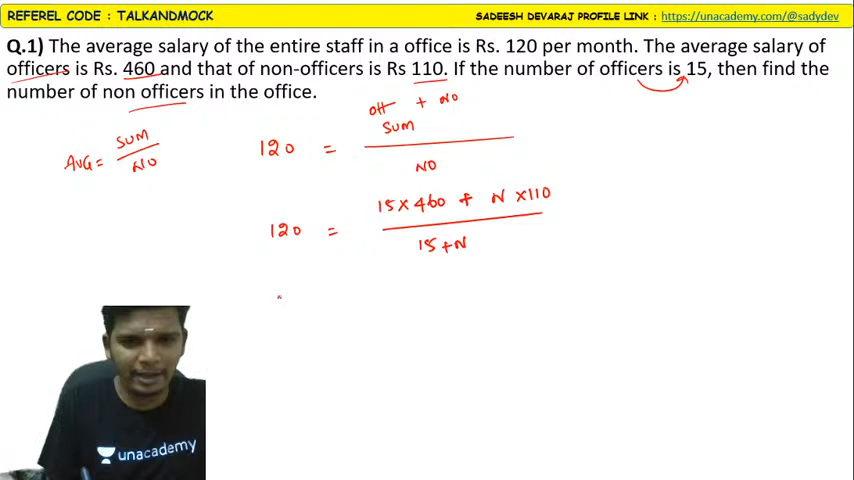 REFEREL CODE : TALKANDMOCK
SADEESH DEVARAJ PROFILE LINK : https://unacademy.com/@sadydev
Q.1) The average salary of the entire staff in a office is Rs. 120 per month. The average salary of
officers is Rs. 460 and that of non-officers is Rs 110. If the number of officers is 15, then find the
number of non officers in the office.
off + NO
AVG = SUM / NO
120 = SUM / NO
120 = 15 x 460 + N x 110 / 15 + N
unacademy